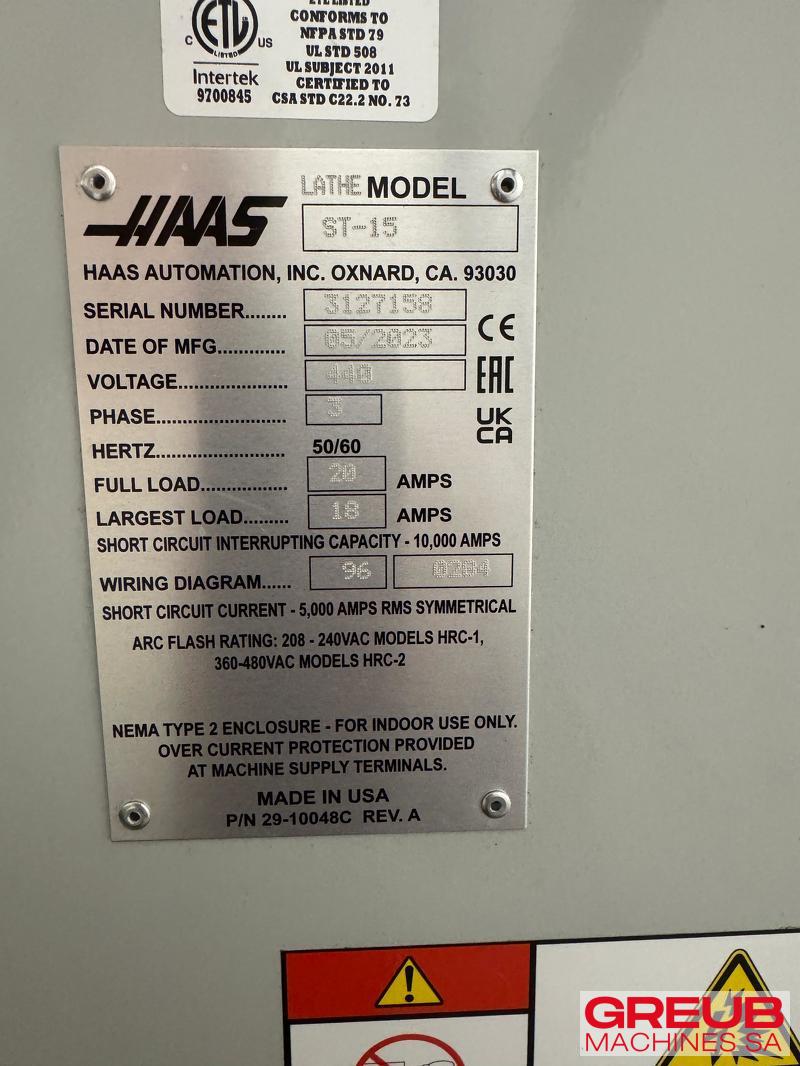 ETL LISTED
CONFORMS TO
NFPA STD 79
UL STD 508
UL SUBJECT 2011
CERTIFIED TO
CSA STD C22.2 NO. 73
ETL
C US
LISTED
Intertek
9700845
HAAS
LATHE MODEL
ST-15
HAAS AUTOMATION, INC. OXNARD, CA. 93030
SERIAL NUMBER........ 3127158
DATE OF MFG............. 05/2023
VOLTAGE..................... 440
PHASE......................... 3
HERTZ......................... 50/60
FULL LOAD................ 20 AMPS
LARGEST LOAD......... 18 AMPS
CE
EAC
UK
CA
SHORT CIRCUIT INTERRUPTING CAPACITY - 10,000 AMPS
WIRING DIAGRAM...... 96 0204
SHORT CIRCUIT CURRENT - 5,000 AMPS RMS SYMMETRICAL
ARC FLASH RATING: 208 - 240VAC MODELS HRC-1,
360-480VAC MODELS HRC-2
NEMA TYPE 2 ENCLOSURE - FOR INDOOR USE ONLY.
OVER CURRENT PROTECTION PROVIDED
AT MACHINE SUPPLY TERMINALS.
MADE IN USA
P/N 29-10048C REV. A
GREUB
MACHINES SA